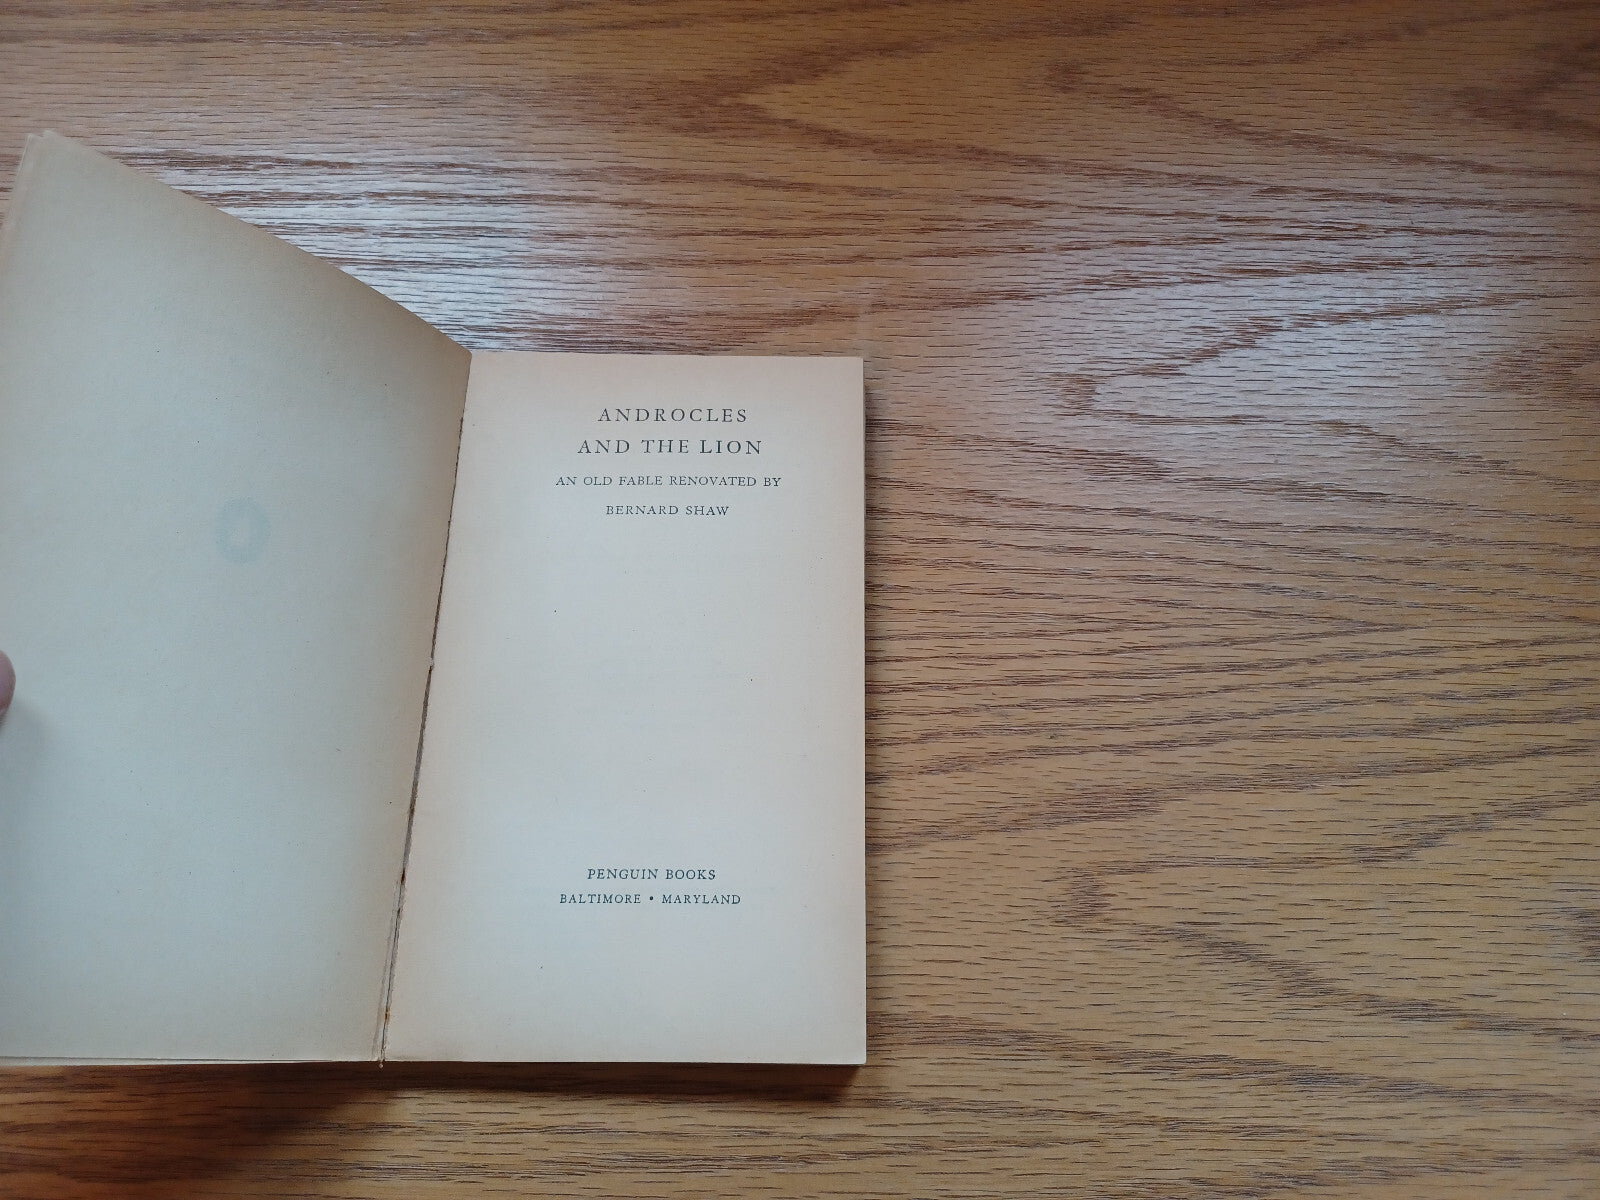 ANDROCLES
AND THE LION
AN OLD FABLE RENOVATED BY
BERNARD SHAW
PENGUIN BOOKS
BALTIMORE • MARYLAND